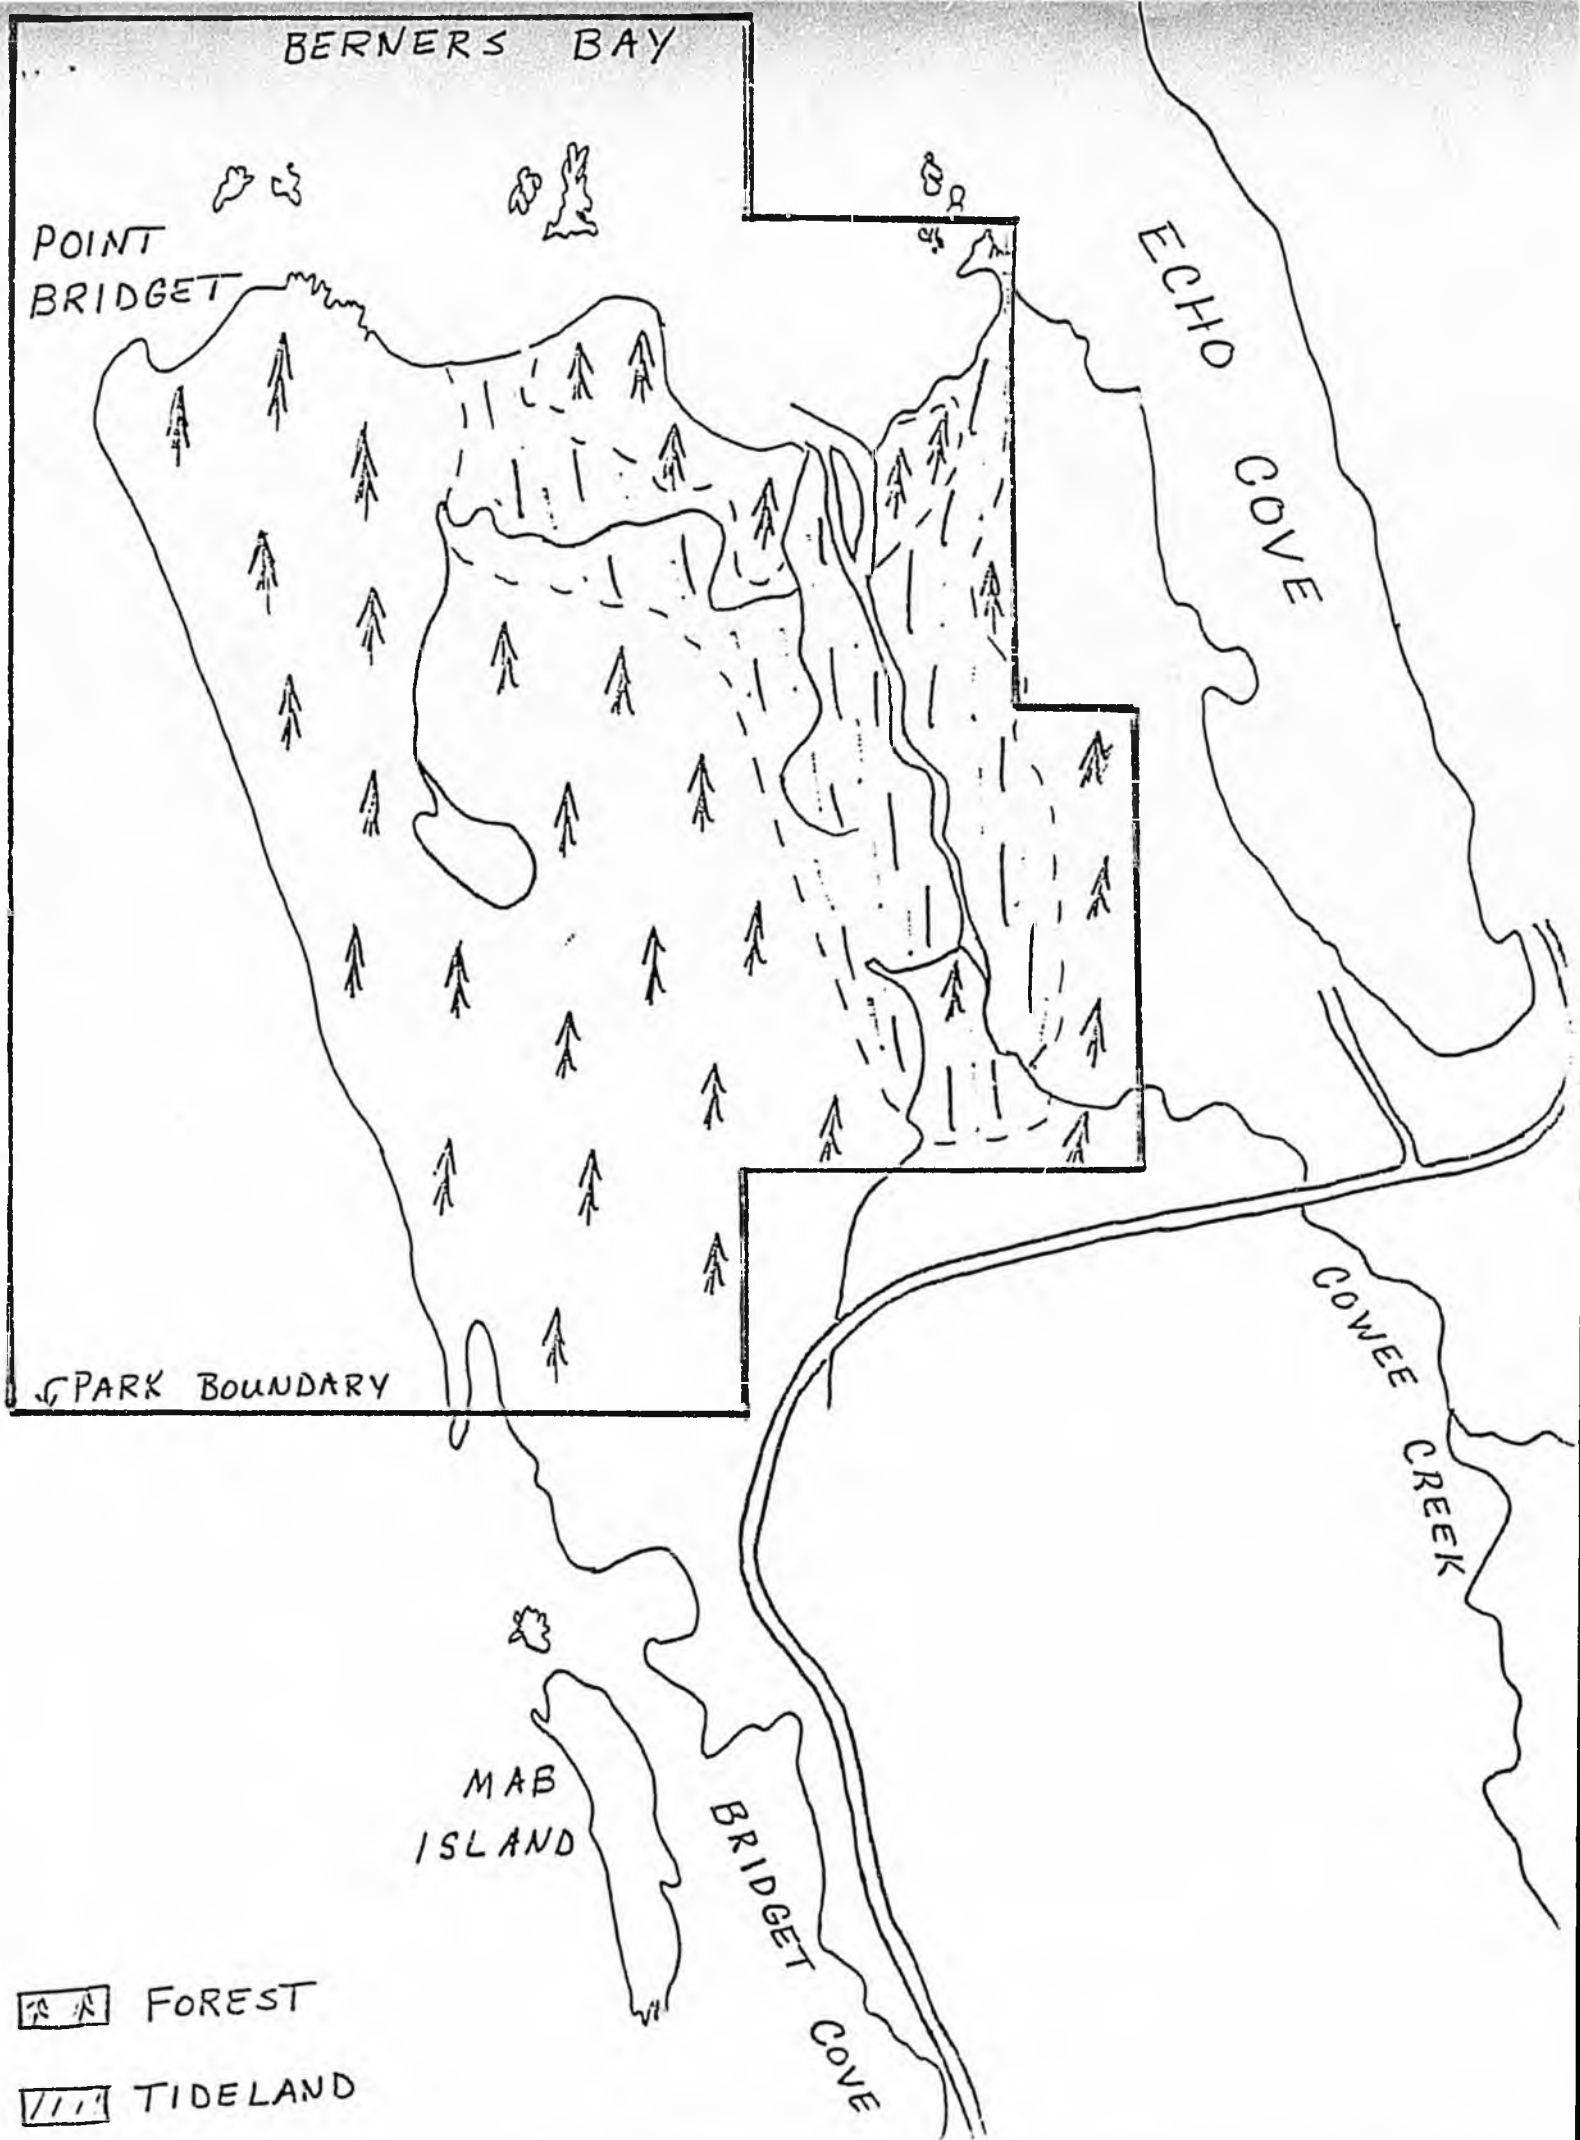 BERNERS BAY
POINT
BRIDGET
ECHO COVE
PARK BOUNDARY
COWEE CREEK
MAB
ISLAND
BRIDGET COVE
FOREST
TIDELAND